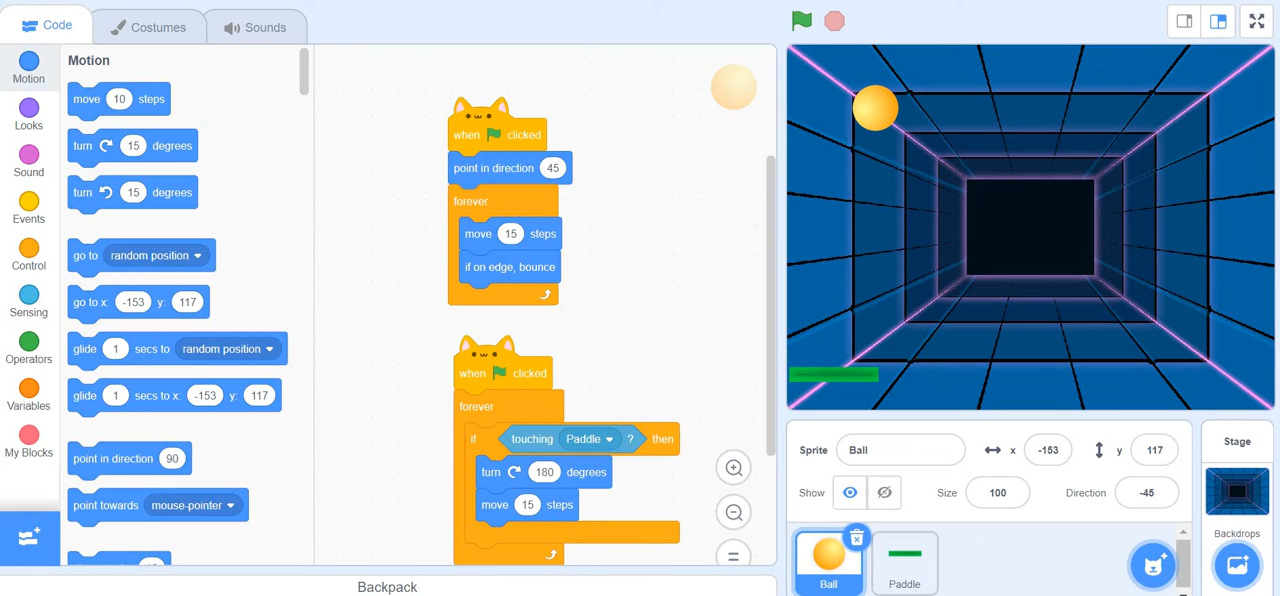 Code
Costumes
Sounds
Motion
Looks
Sound
Events
Control
Sensing
Operators
Variables
My Blocks
Motion
move 10 steps
turn 15 degrees
turn 15 degrees
go to random position
go to x: -153 y: 117
glide 1 secs to random position
glide 1 secs to x: -153 y: 117
point in direction 90
point towards mouse-pointer
when clicked
point in direction 45
forever
move 15 steps
if on edge, bounce
when clicked
forever
if touching Paddle ? then
turn 180 degrees
move 15 steps
Backpack
Sprite Ball x -153 y 117
Show Size 100 Direction -45
Ball
Paddle
Stage
Backdrops